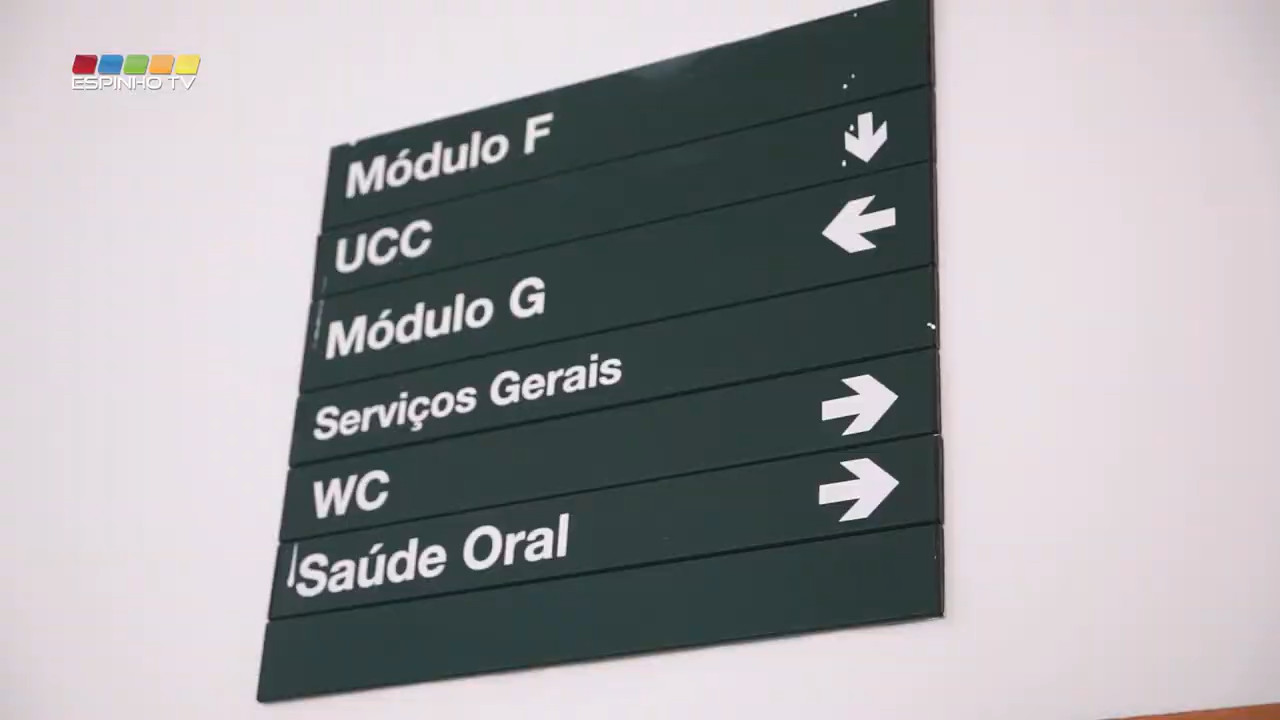 ESPINHO TV
Módulo F
UCC
Módulo G
Serviços Gerais
WC
Saúde Oral